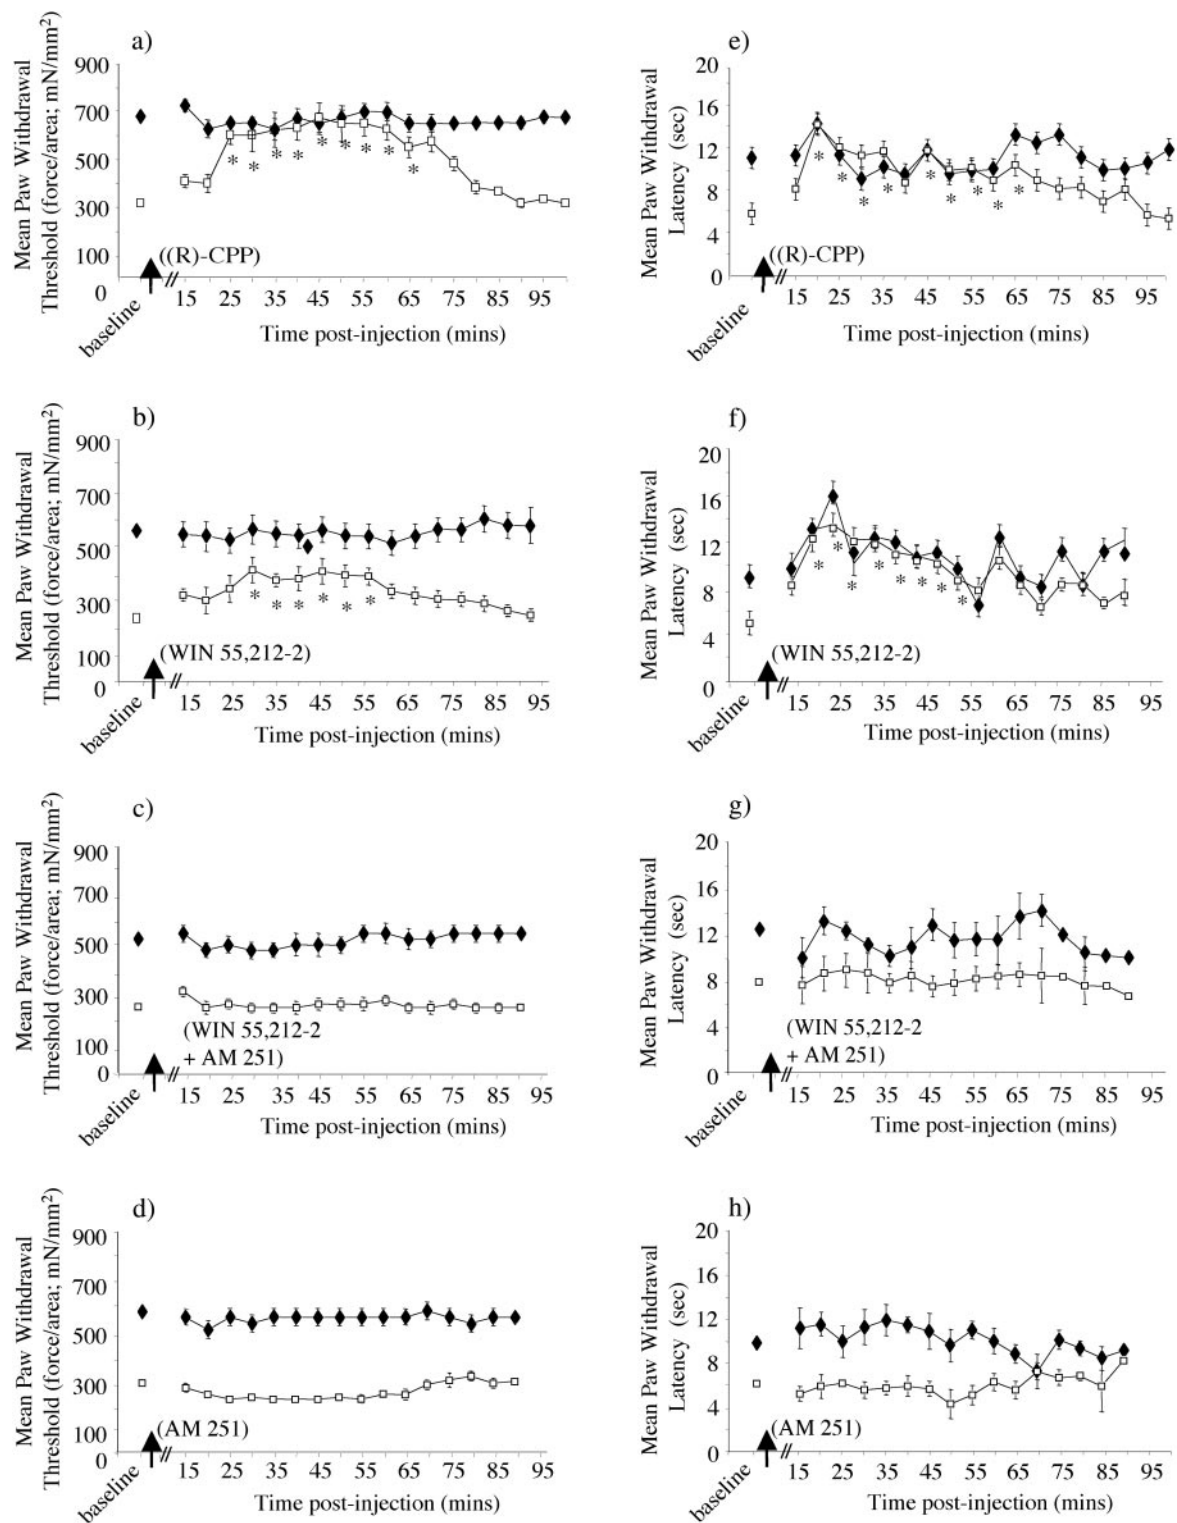 a)
Mean Paw Withdrawal
Threshold (force/area; mN/mm²)
900
700
500
300
100
0
* * * * * * * * *
((R)-CPP)
baseline
15 25 35 45 55 65 75 85 95
Time post-injection (mins)
e)
Mean Paw Withdrawal
Latency (sec)
20
16
12
8
4
0
* * * * * * * * *
((R)-CPP)
baseline
15 25 35 45 55 65 75 85 95
Time post-injection (mins)
b)
Mean Paw Withdrawal
Threshold (force/area; mN/mm²)
900
700
500
300
100
0
* * * * * *
(WIN 55,212-2)
baseline
15 25 35 45 55 65 75 85 95
Time post-injection (mins)
f)
Mean Paw Withdrawal
Latency (sec)
20
16
12
8
4
0
* * * * * * * *
(WIN 55,212-2)
baseline
15 25 35 45 55 65 75 85 95
Time post-injection (mins)
c)
Mean Paw Withdrawal
Threshold (force/area; mN/mm²)
900
700
500
300
100
0
(WIN 55,212-2
+ AM 251)
baseline
15 25 35 45 55 65 75 85 95
Time post-injection (mins)
g)
Mean Paw Withdrawal
Latency (sec)
20
16
12
8
4
0
(WIN 55,212-2
+ AM 251)
baseline
15 25 35 45 55 65 75 85 95
Time post-injection (mins)
d)
Mean Paw Withdrawal
Threshold (force/area; mN/mm²)
900
700
500
300
100
0
(AM 251)
baseline
15 25 35 45 55 65 75 85 95
Time post-injection (mins)
h)
Mean Paw Withdrawal
Latency (sec)
20
16
12
8
4
0
(AM 251)
baseline
15 25 35 45 55 65 75 85 95
Time post-injection (mins)